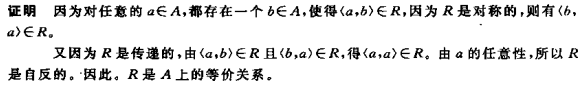 证明 因为对任意的a∈A,都存在一个b∈A,使得⟨a,b⟩∈R,因为R是对称的,则有⟨b,
a⟩∈R。
又因为R是传递的,由⟨a,b⟩∈R且⟨b,a⟩∈R,得⟨a,a⟩∈R。由a的任意性,所以R
是自反的。因此。R是A上的等价关系。